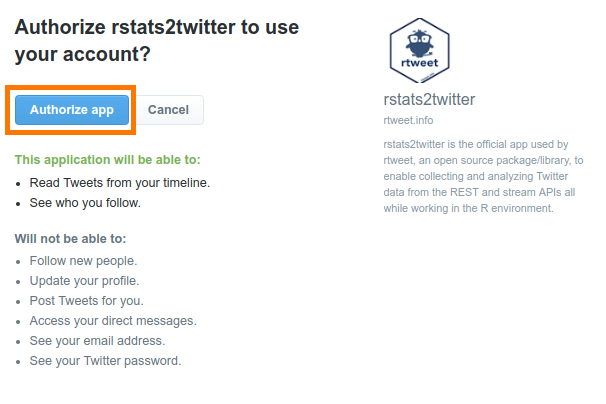 Authorize rstats2twitter to use
your account?
Authorize app
Cancel
This application will be able to:
Read Tweets from your timeline.
See who you follow.
Will not be able to:
Follow new people.
Update your profile.
Post Tweets for you.
Access your direct messages.
See your email address.
See your Twitter password.
rtweet
rstats2twitter
rtweet.info
rstats2twitter is the official app used by
rtweet, an open source package/library, to
enable collecting and analyzing Twitter
data from the REST and stream APIs all
while working in the R environment.